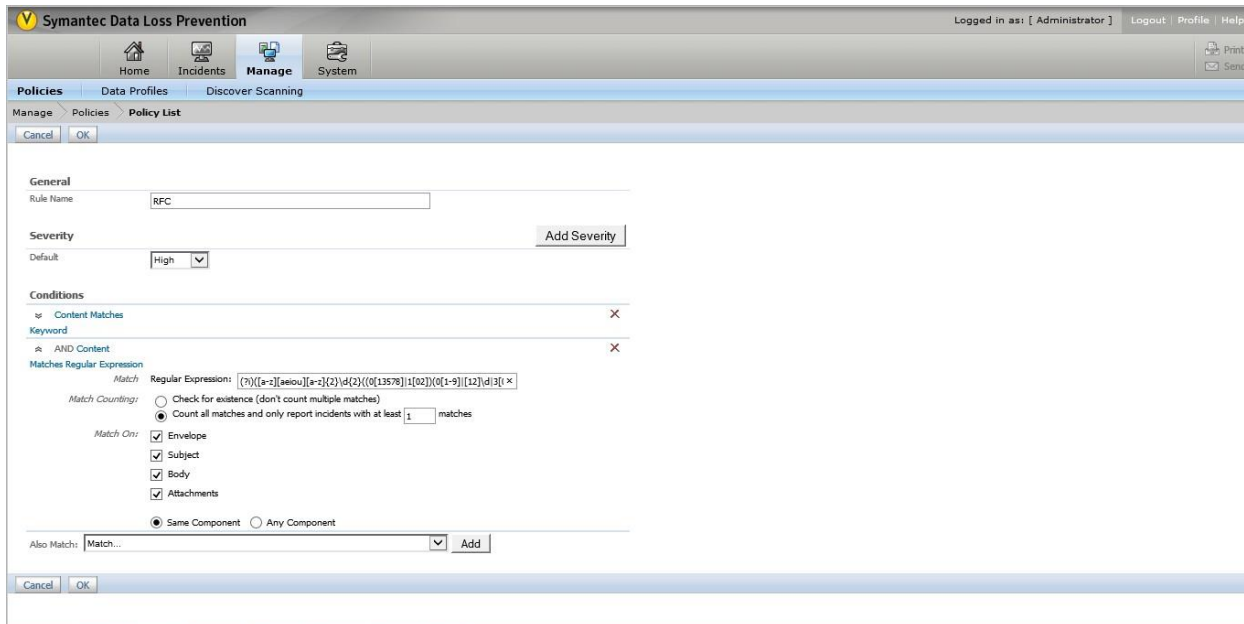 Symantec Data Loss Prevention
Logged in as: [ Administrator ] Logout | Profile | Help
Home Incidents Manage System
Print
Send
Policies Data Profiles Discover Scanning
Manage Policies Policy List
Cancel OK
General
Rule Name RFC
Severity Add Severity
Default High
Conditions
Content Matches
Keyword
AND Content
Matches Regular Expression
Match Regular Expression: (?i)([a-z][aeiou][a-z]{2}\d{2}((0[13578]|1[02])(0[1-9]|[12]\d|3[
Match Counting: Check for existence (don't count multiple matches)
Count all matches and only report incidents with at least 1 matches
Match On: Envelope
Subject
Body
Attachments
Same Component Any Component
Also Match: Match... Add
Cancel OK